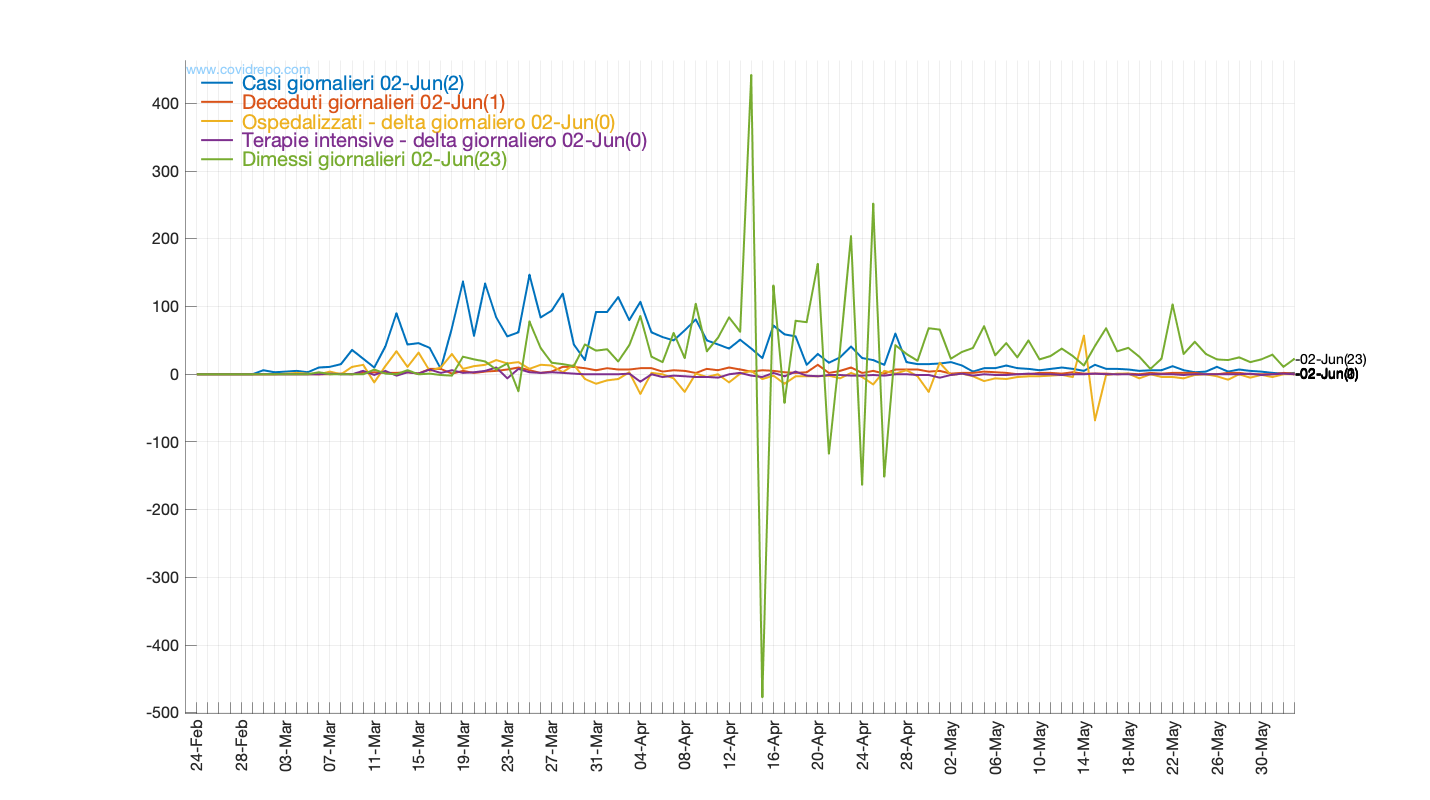 www.covidrepo.com
Casi giornalieri 02-Jun(2)
Deceduti giornalieri 02-Jun(1)
Ospedalizzati - delta giornaliero 02-Jun(0)
Terapie intensive - delta giornaliero 02-Jun(0)
Dimessi giornalieri 02-Jun(23)
400
300
200
100
0
-100
-200
-300
-400
-500
-02-Jun(23)
24-Feb
28-Feb
03-Mar
07-Mar
11-Mar
15-Mar
19-Mar
23-Mar
27-Mar
31-Mar
04-Apr
08-Apr
12-Apr
16-Apr
20-Apr
24-Apr
28-Apr
02-May
06-May
10-May
14-May
18-May
22-May
26-May
30-May